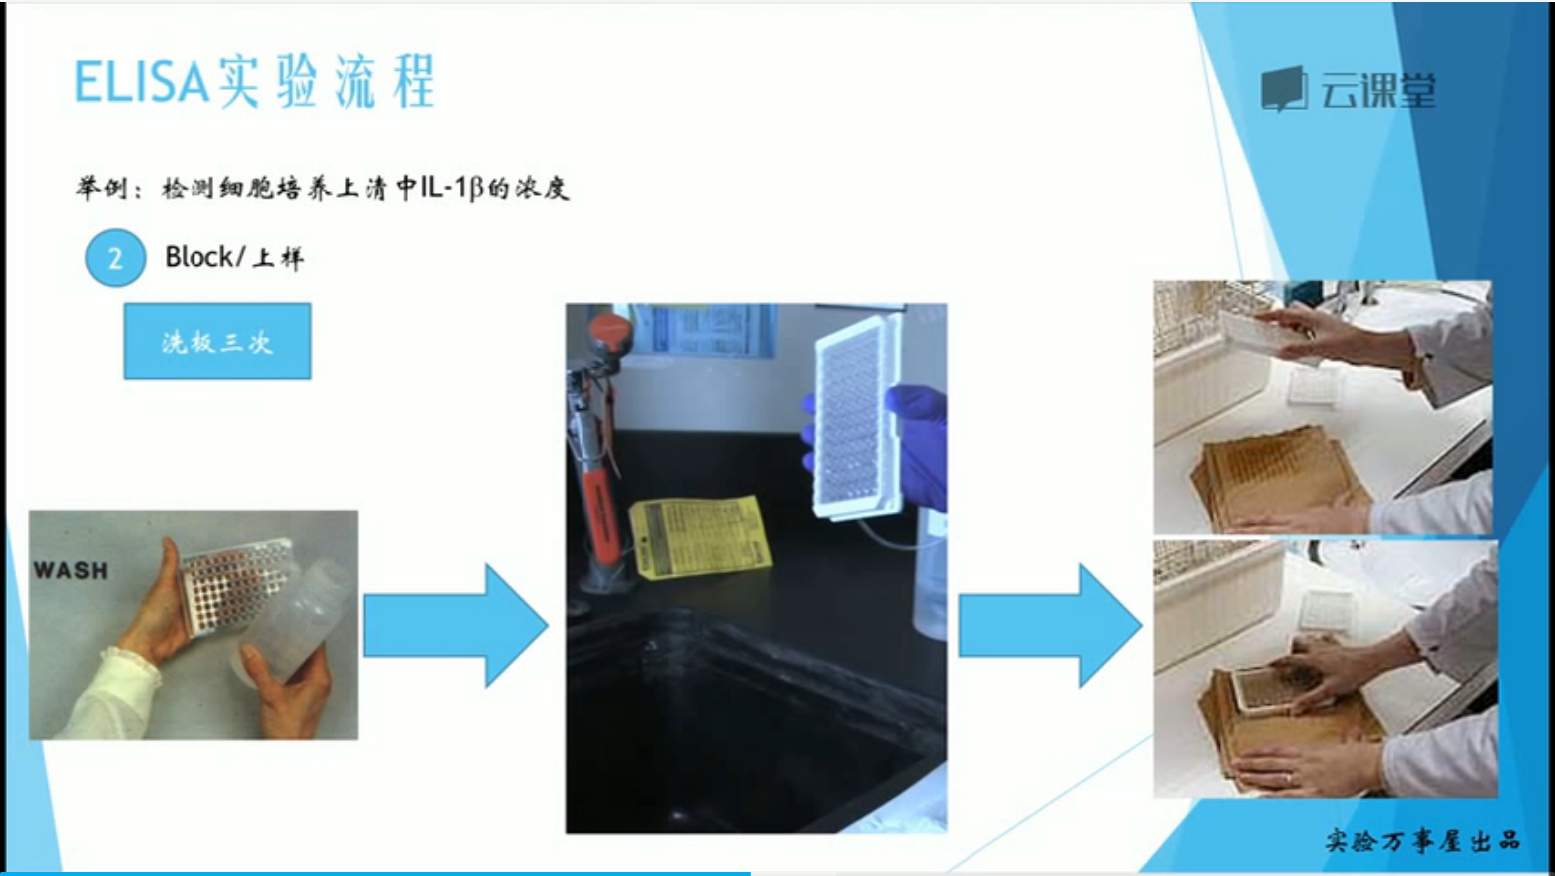 ELISA实验流程
云课堂
举例：检测细胞培养上清中IL-1β的浓度
2 Block/上样
洗板三次
WASH
实验万事屋出品